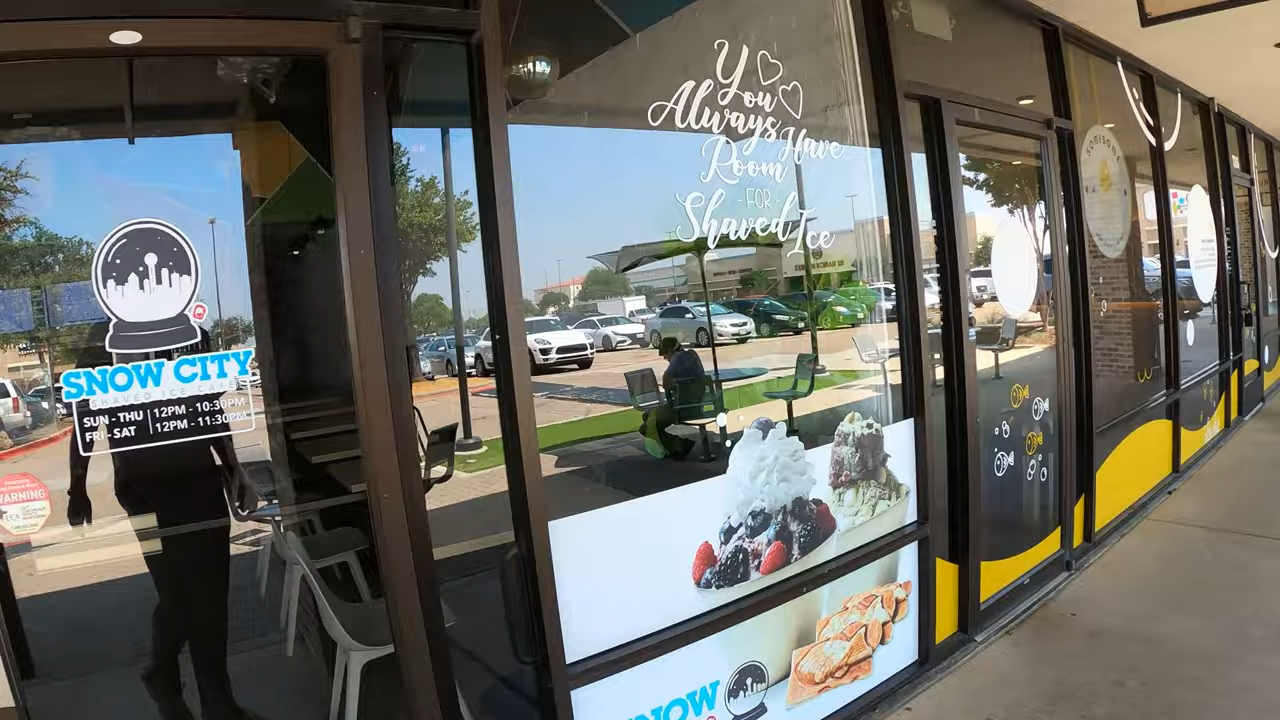 SNOW CITY
SHAVED ICE CAFE
SUN - THU 12PM - 10:30PM
FRI - SAT 12PM - 11:30PM
WARNING
You
Always Have
Room
- FOR -
Shaved Ice
SNOW
somisomi